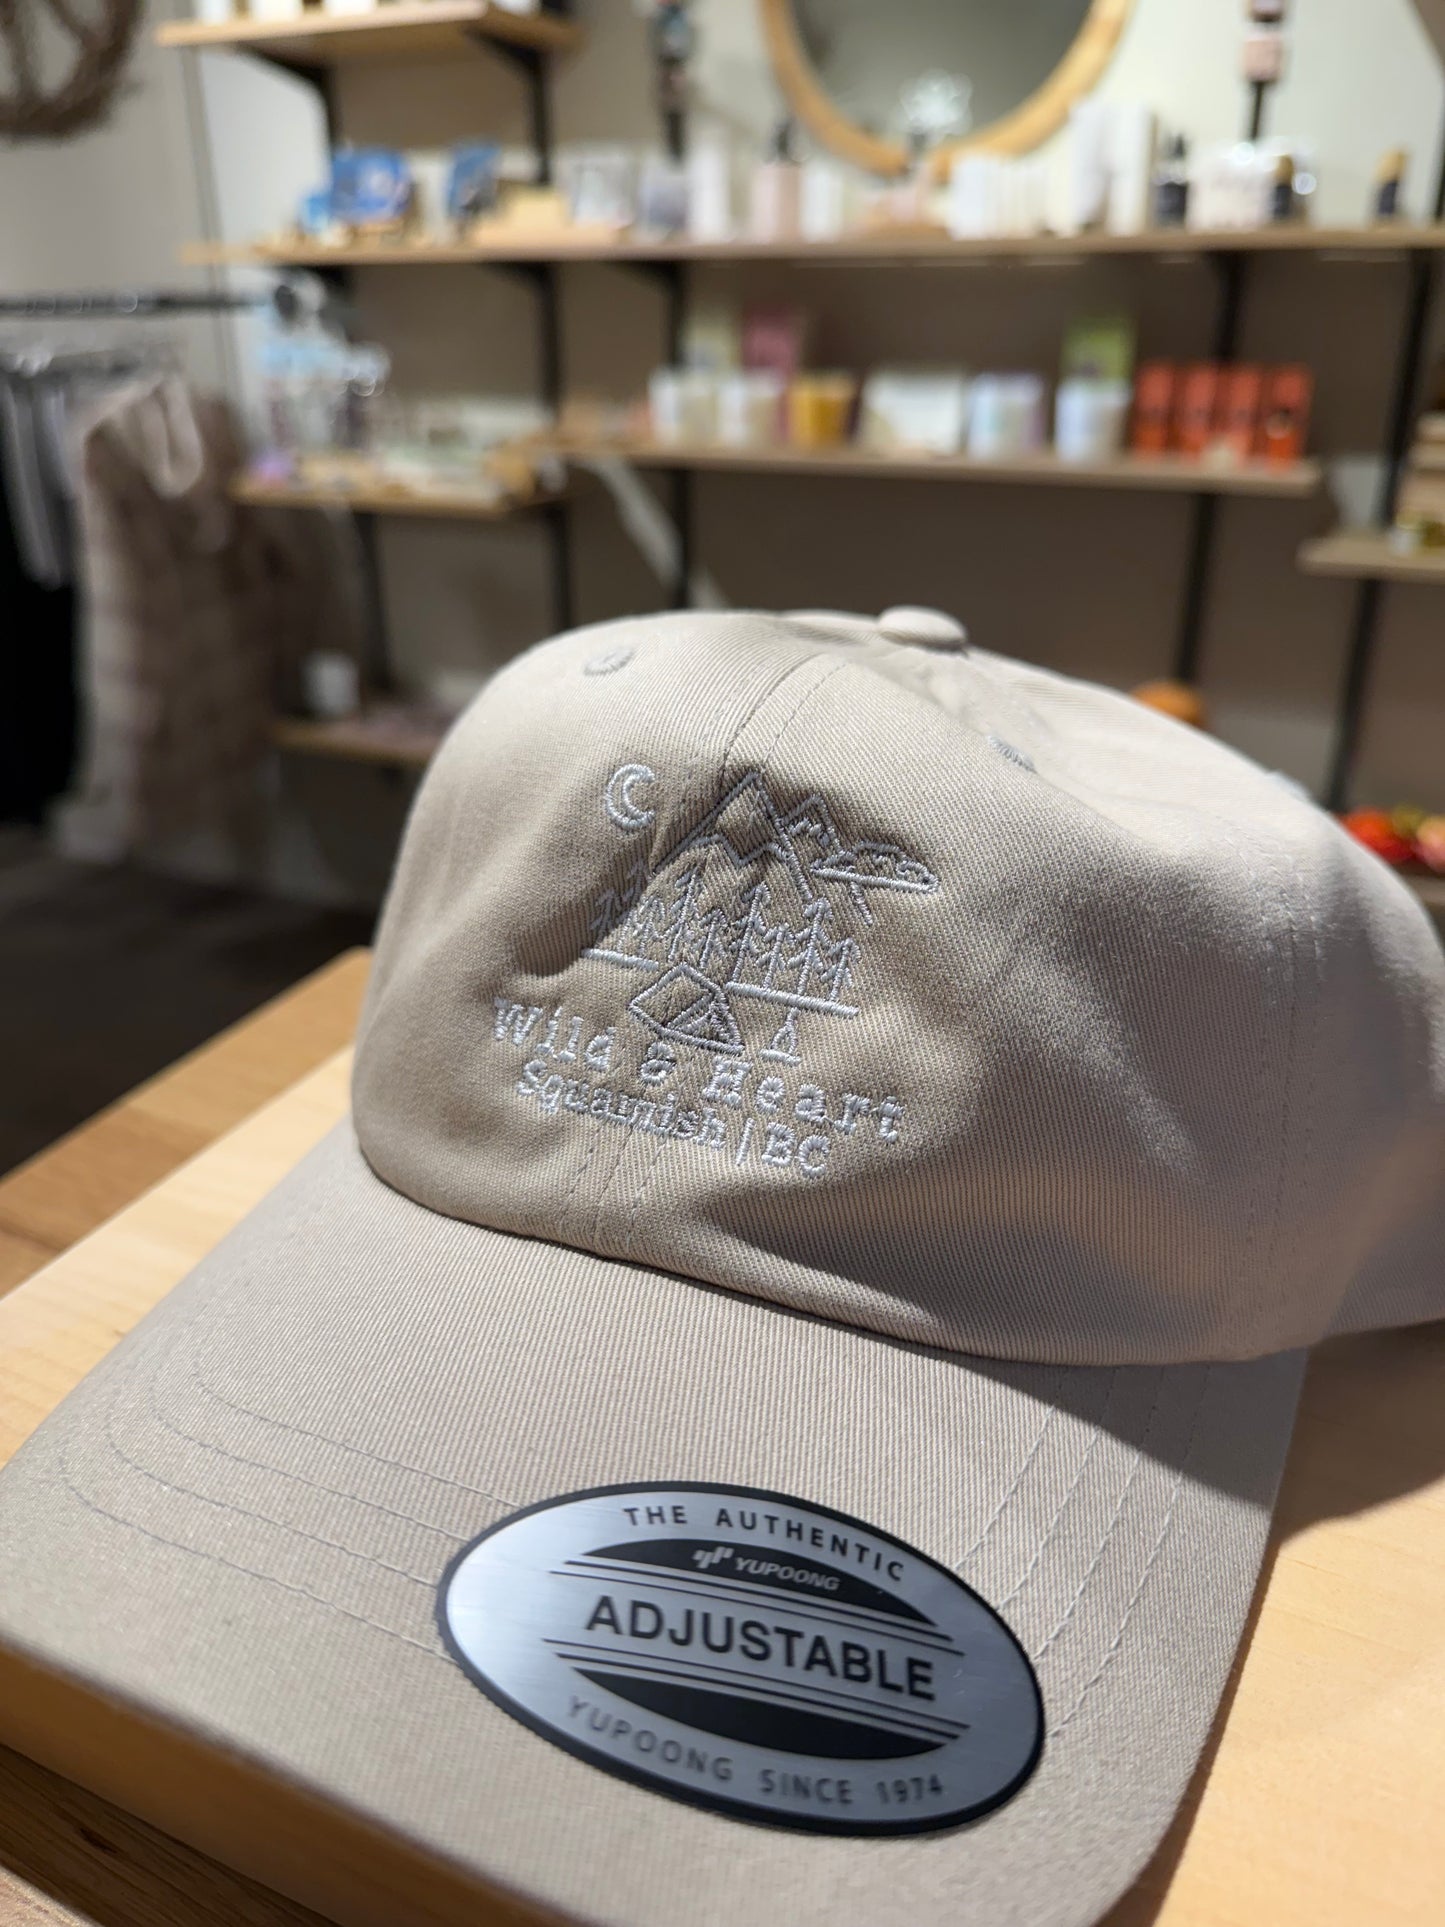 Wild & Heart
Squamish | BC
THE AUTHENTIC
YUPOONG
ADJUSTABLE
YUPOONG SINCE 1974